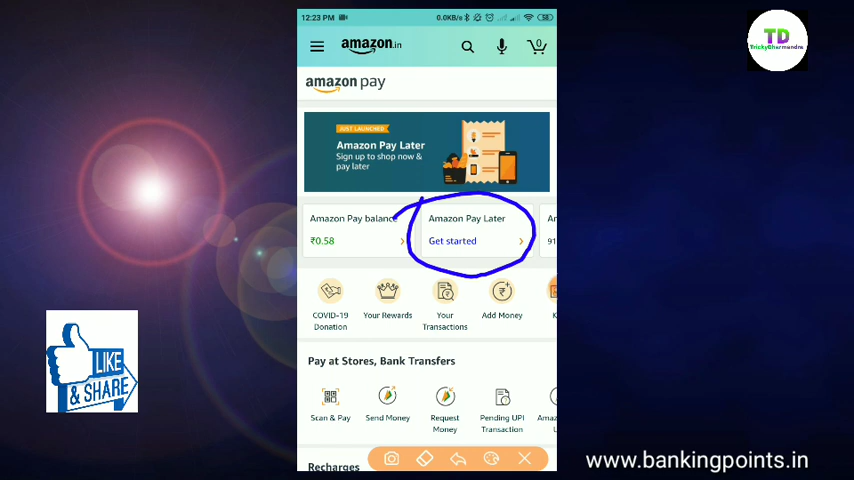 12:23 PM
0.0KB/s
58
amazon.in
0
amazon pay
JUST LAUNCHED
Amazon Pay Later
Sign up to shop now &
pay later
Amazon Pay balance
Amazon Pay Later
₹0.58
Get started
91
COVID-19
Donation
Your Rewards
Your
Transactions
Add Money
Pay at Stores, Bank Transfers
Scan & Pay
Send Money
Request
Money
Pending UPI
Transaction
Recharges
TD
TrickyDharmendra
LIKE
& SHARE
www.bankingpoints.in